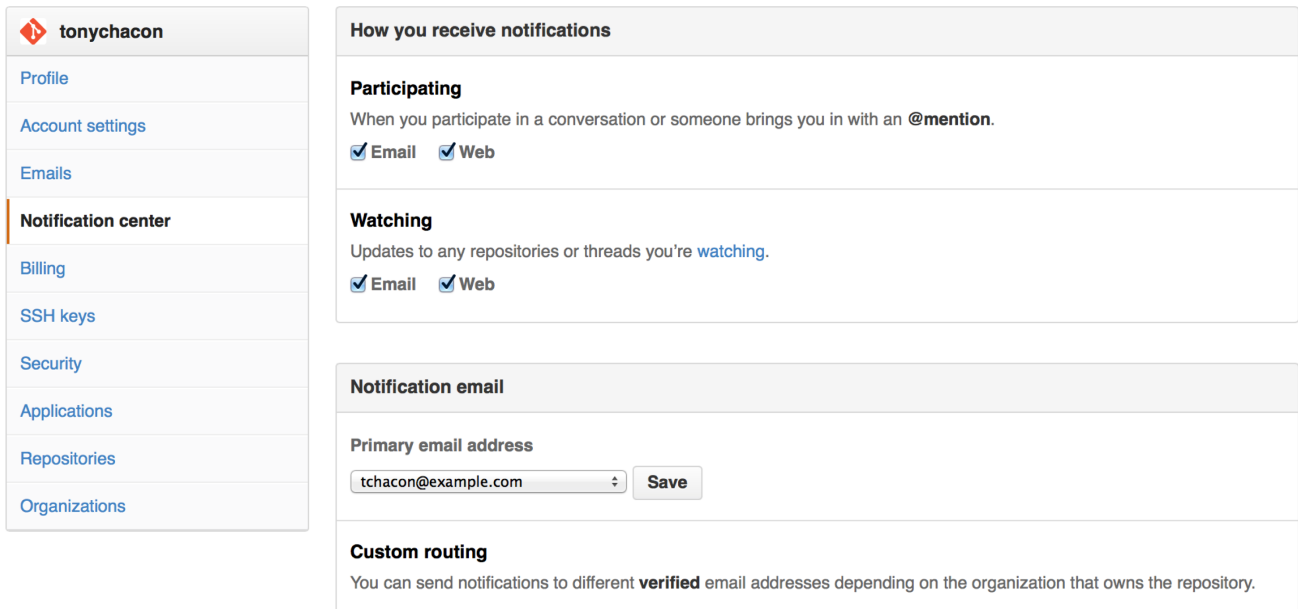 tonychacon
Profile
Account settings
Emails
Notification center
Billing
SSH keys
Security
Applications
Repositories
Organizations
How you receive notifications
Participating
When you participate in a conversation or someone brings you in with an @mention.
Email Web
Watching
Updates to any repositories or threads you’re watching.
Email Web
Notification email
Primary email address
tchacon@example.com Save
Custom routing
You can send notifications to different verified email addresses depending on the organization that owns the repository.